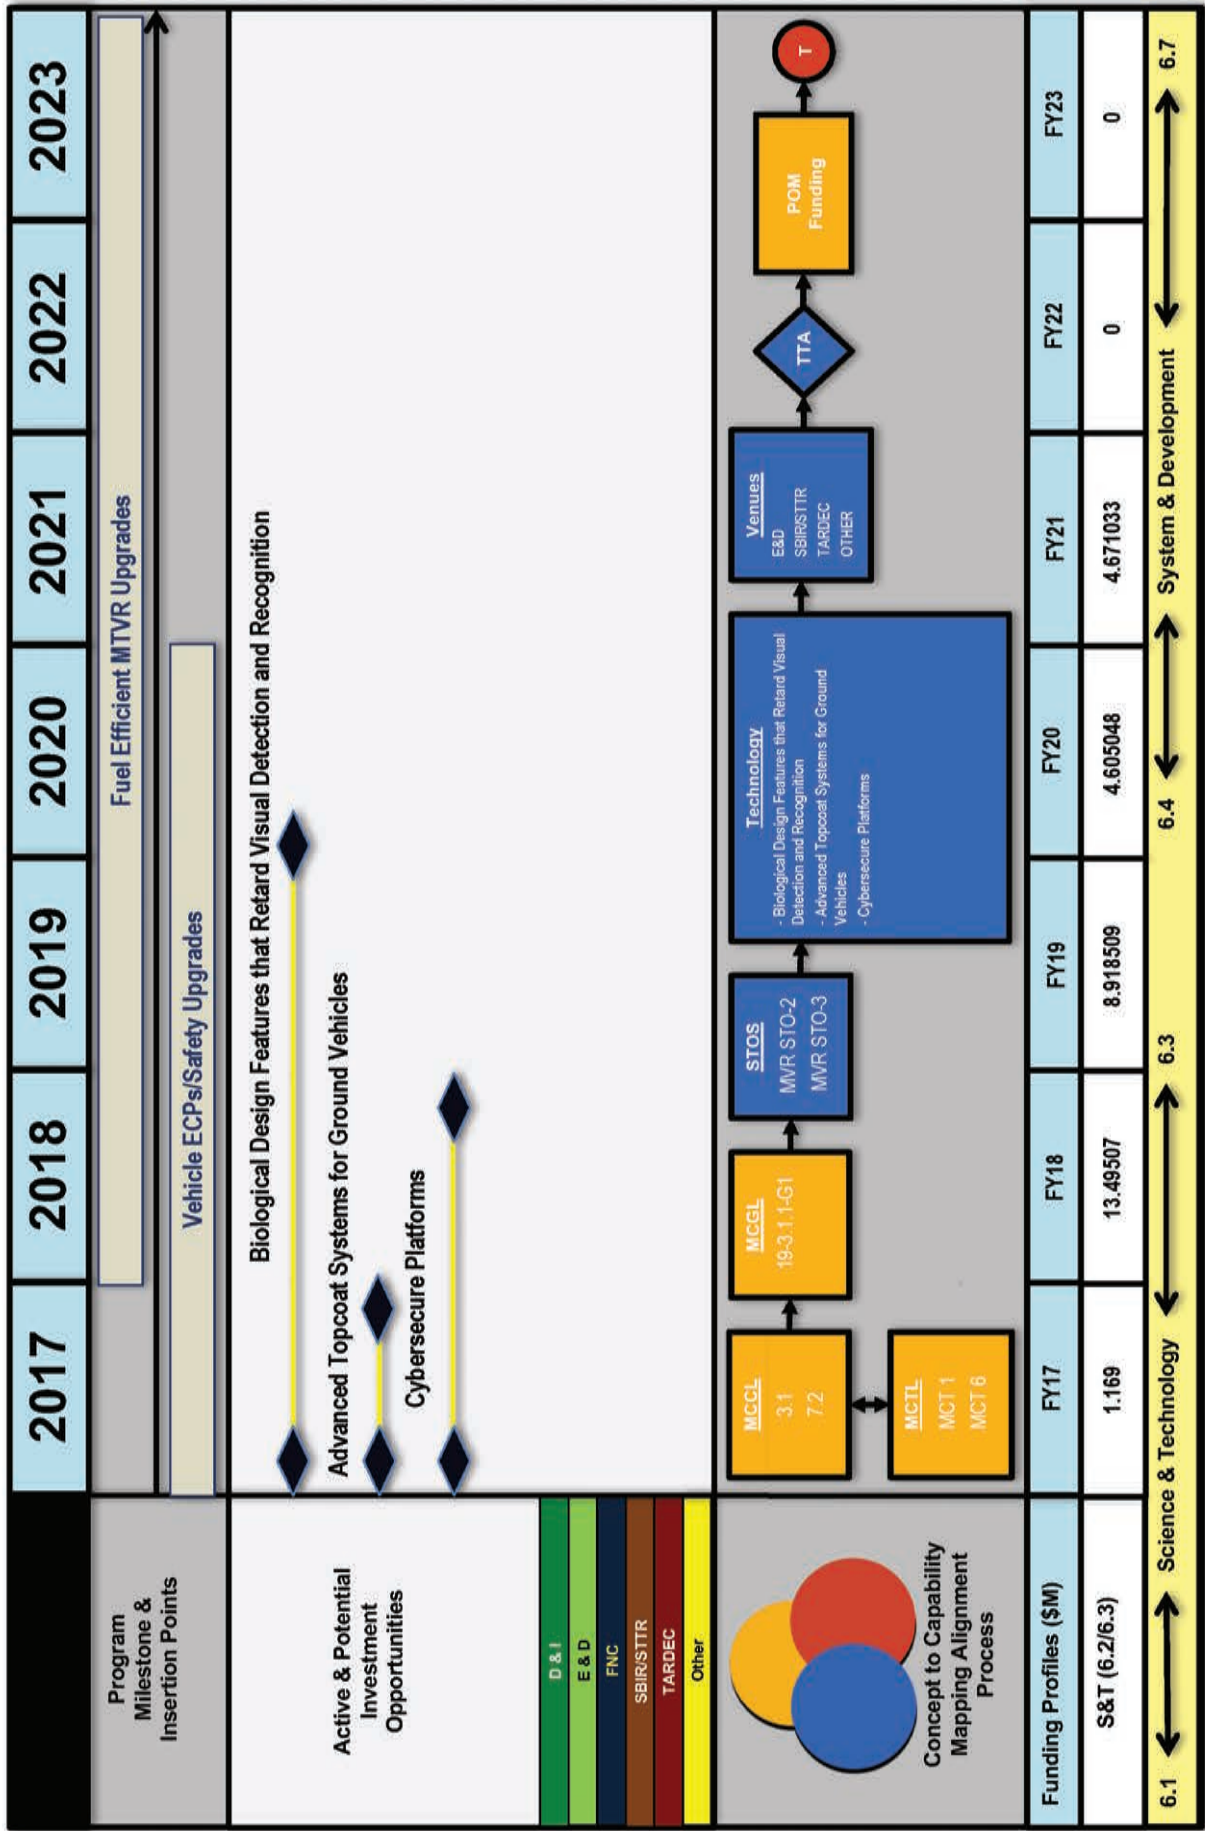 2017
2018
2019
2020
2021
2022
2023
Program
Milestone &
Insertion Points
Fuel Efficient MTVR Upgrades
Vehicle ECPs/Safety Upgrades
Active & Potential
Investment
Opportunities
Biological Design Features that Retard Visual Detection and Recognition
Advanced Topcoat Systems for Ground Vehicles
Cybersecure Platforms
D & I
E & D
FNC
SBIR/STTR
TARDEC
Other
Concept to Capability
Mapping Alignment
Process
MCCL
3.1
7.2
MCTL
MCT 1
MCT 6
MCGL
19-3.1.1-G1
STOS
MVR STO-2
MVR STO-3
Technology
- Biological Design Features that Retard Visual
Detection and Recognition
- Advanced Topcoat Systems for Ground
Vehicles
- Cybersecure Platforms
Venues
E&D
SBIR/STTR
TARDEC
OTHER
TTA
POM
Funding
T
Funding Profiles ($M)
FY17
FY18
FY19
FY20
FY21
FY22
FY23
S&T (6.2/6.3)
1.169
13.49507
8.918509
4.605048
4.671033
0
0
6.1
Science & Technology
6.3
6.4
System & Development
6.7